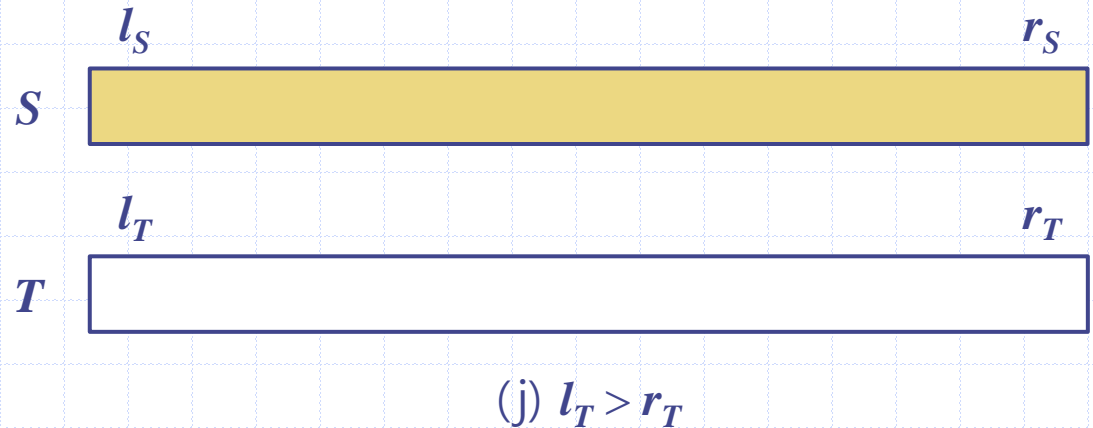 l_S r_S
S
l_T r_T
T
(j) l_T > r_T